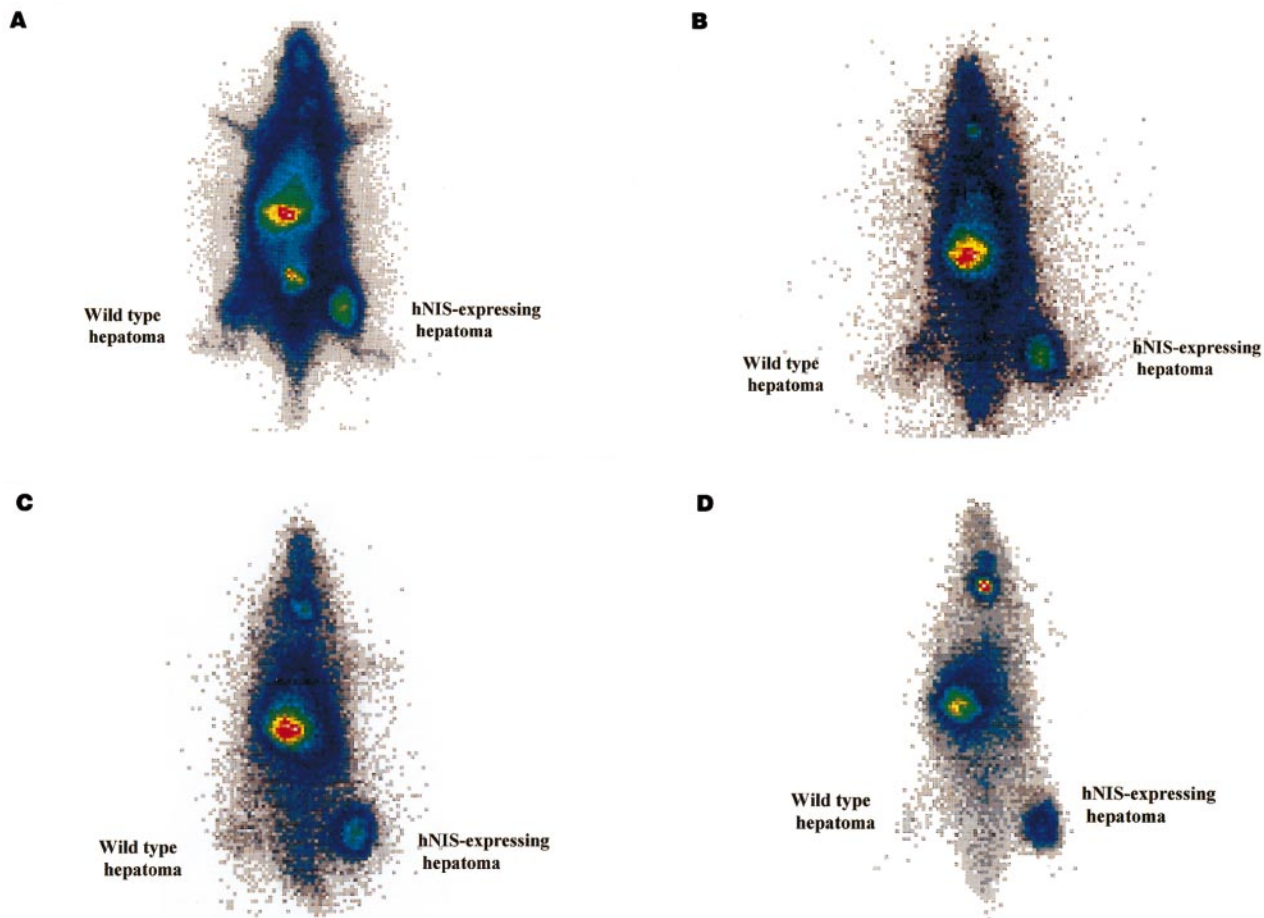 A
Wild type
hepatoma
hNIS-expressing
hepatoma
B
Wild type
hepatoma
hNIS-expressing
hepatoma
C
Wild type
hepatoma
hNIS-expressing
hepatoma
D
Wild type
hepatoma
hNIS-expressing
hepatoma